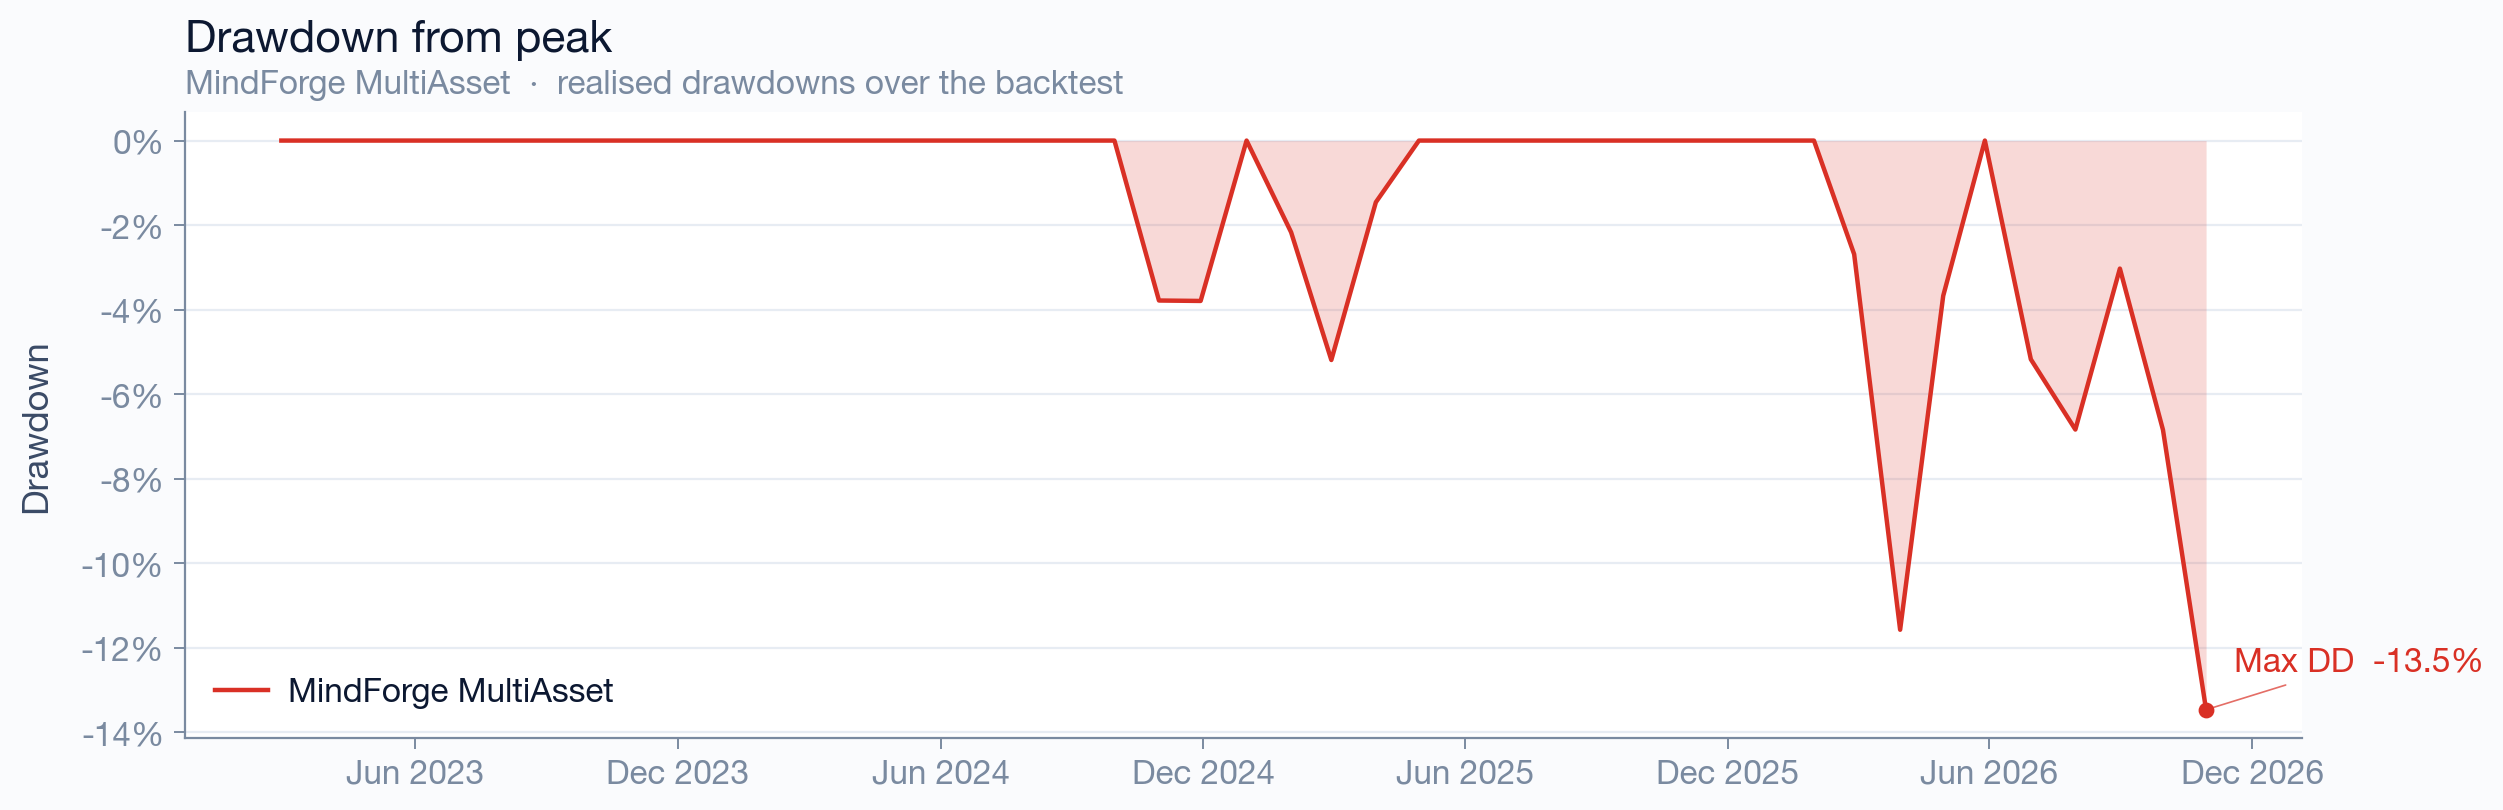 Drawdown from peak
MindForge MultiAsset · realised drawdowns over the backtest
Drawdown
0%
-2%
-4%
-6%
-8%
-10%
-12%
-14%
Max DD -13.5%
MindForge MultiAsset
Jun 2023
Dec 2023
Jun 2024
Dec 2024
Jun 2025
Dec 2025
Jun 2026
Dec 2026